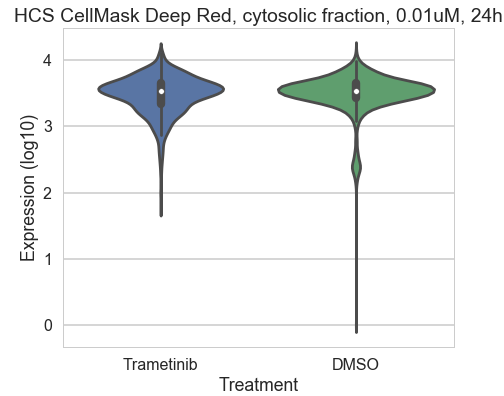 HCS CellMask Deep Red, cytosolic fraction, 0.01uM, 24h
4
3
2
1
0
Expression (log10)
Trametinib DMSO
Treatment